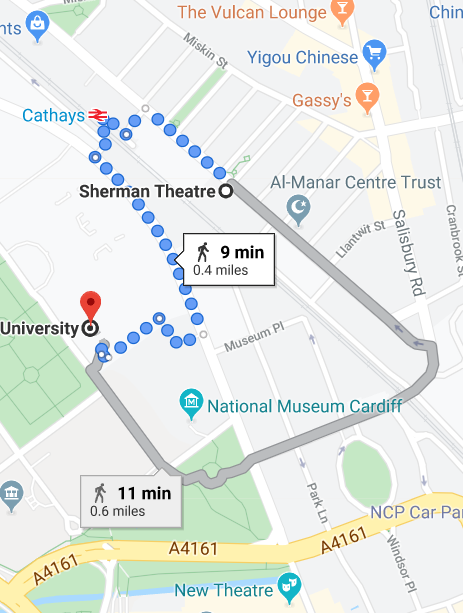 The Vulcan Lounge
Chin
nts
Miskin St
Yigou Chinese
Gassy's
Cathays
Sherman Theatre
Al-Manar Centre Trust
Cranbrook St
Salisbury Rd
Llantwit St
9 min
0.4 miles
University
Museum Pl
National Museum Cardiff
11 min
0.6 miles
Park Ln
NCP Car Par
Windsor Pl
A4161
A4161
A4161
New Theatre